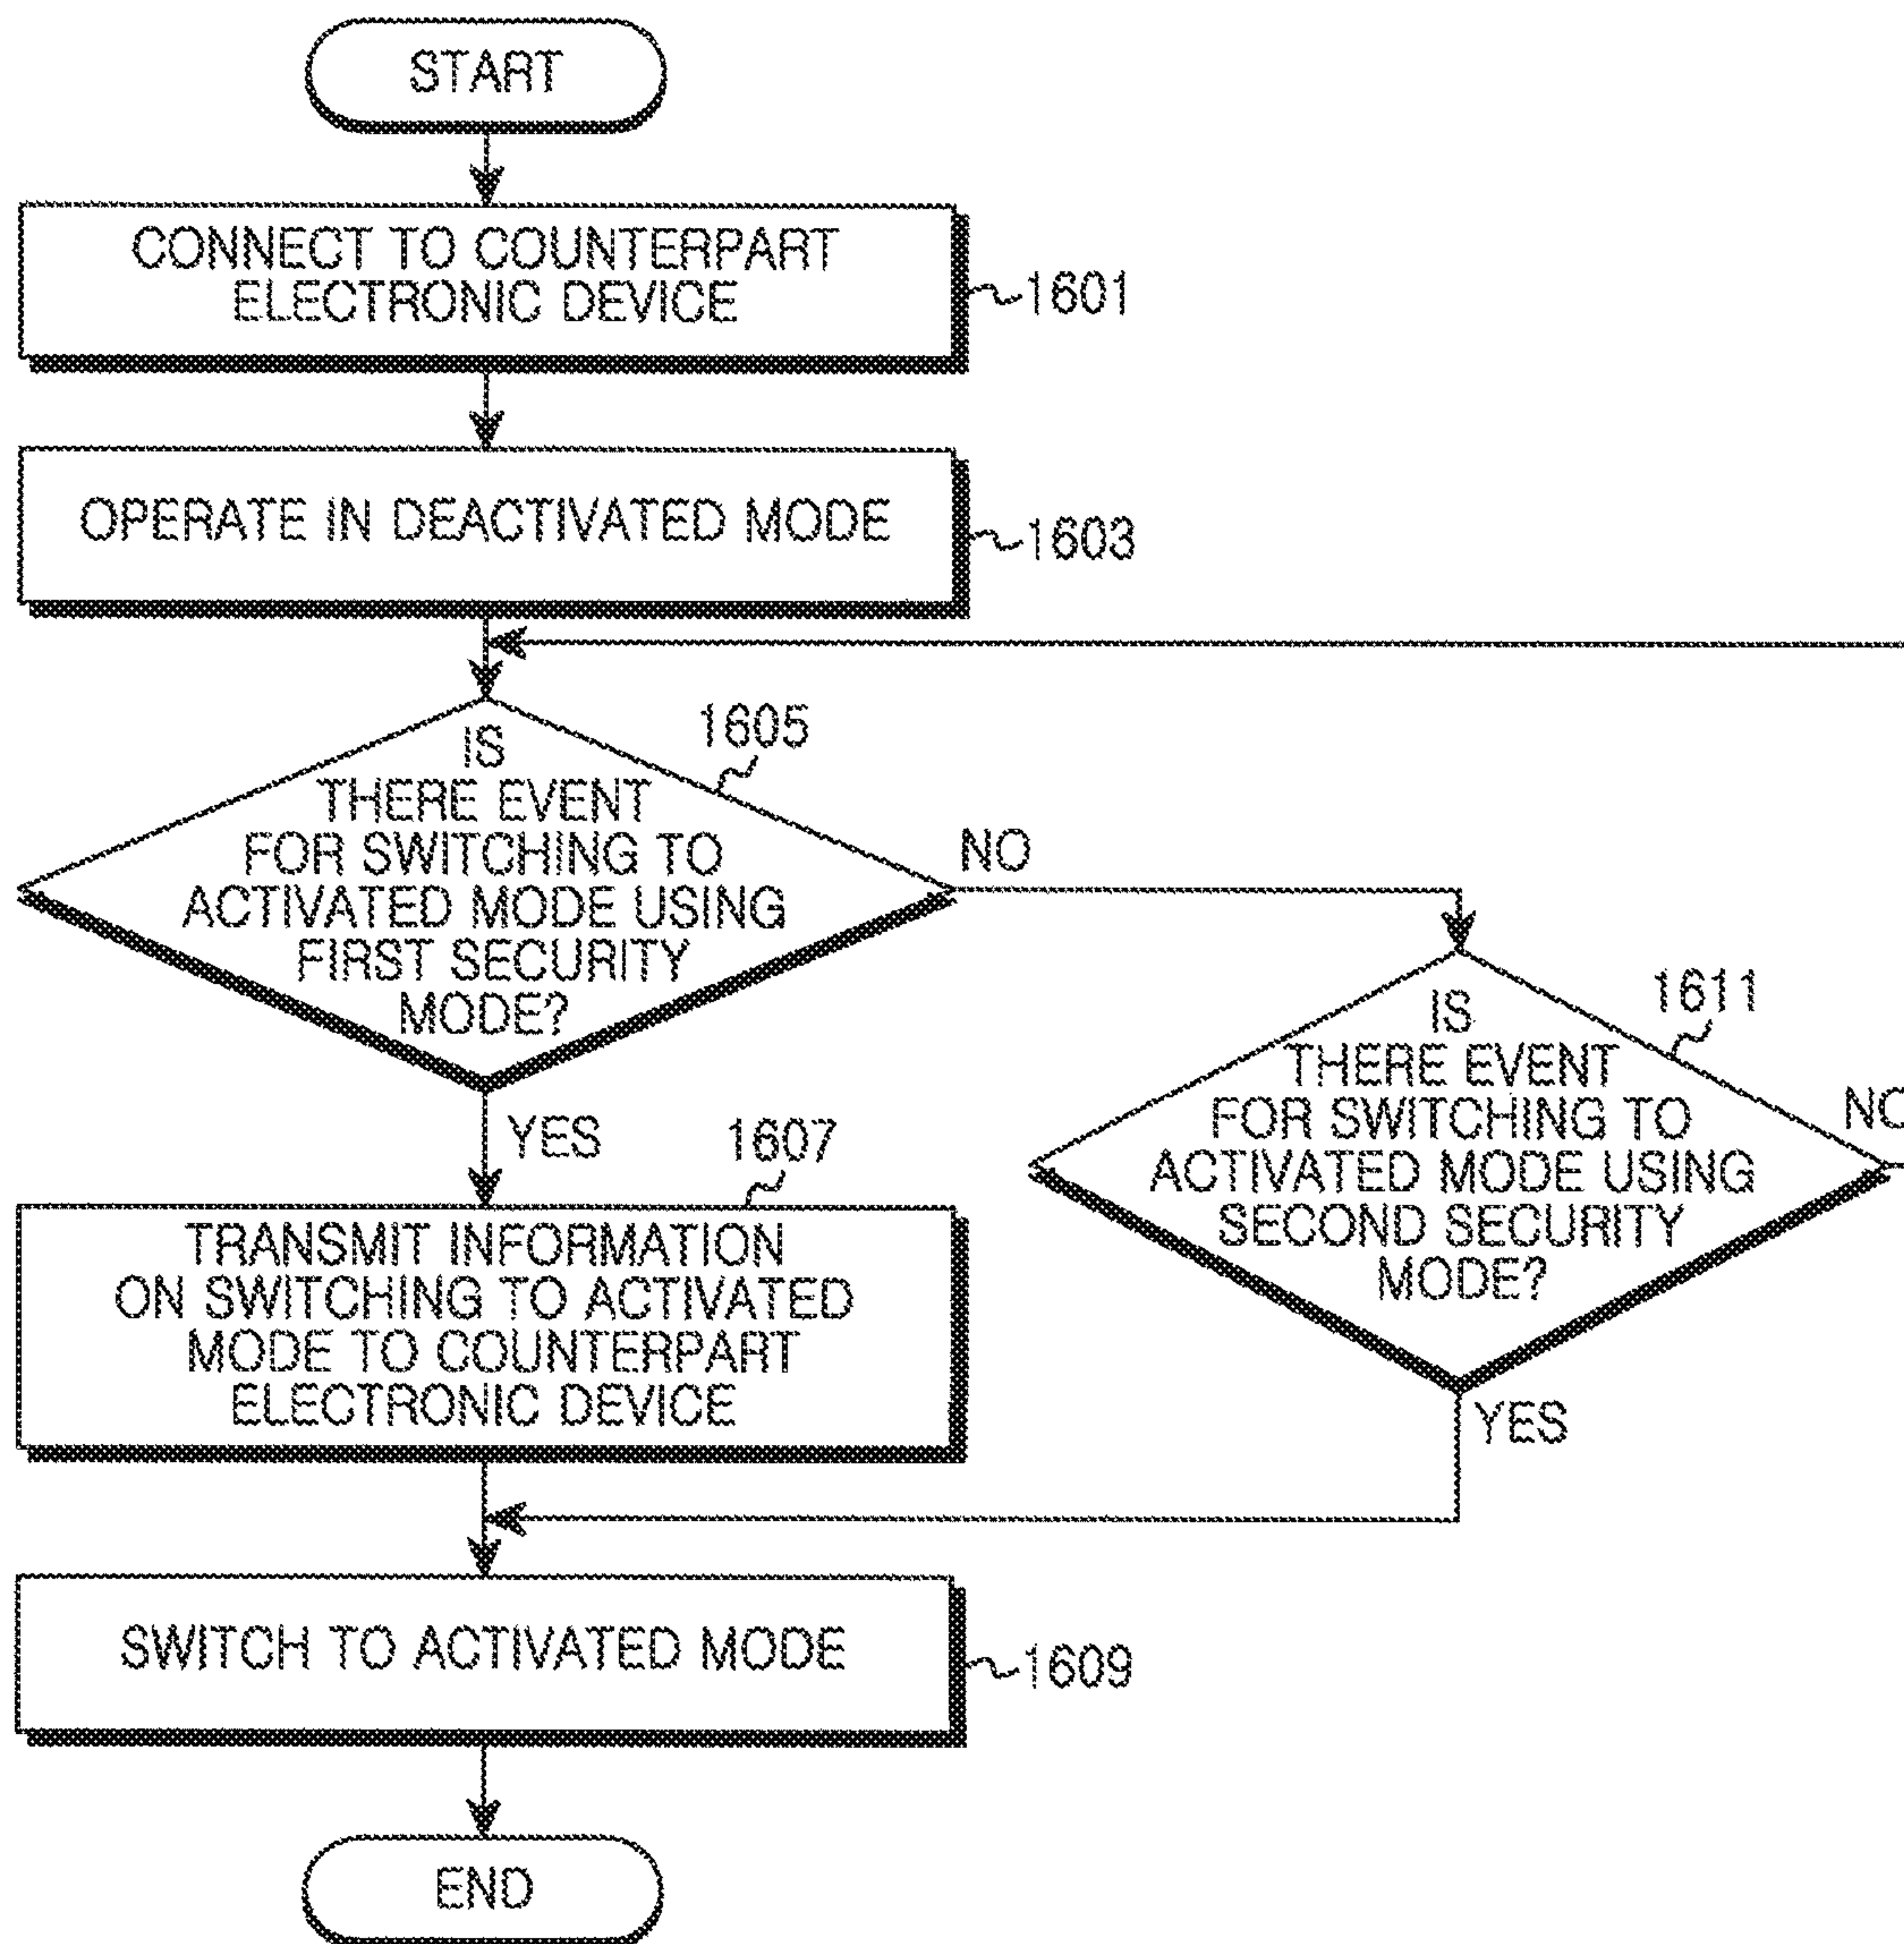 START
CONNECT TO COUNTERPART
ELECTRONIC DEVICE
1601
OPERATE IN DEACTIVATED MODE
1603
1605
IS
THERE EVENT
FOR SWITCHING TO
ACTIVATED MODE USING
FIRST SECURITY
MODE?
NO
YES
1611
IS
THERE EVENT
FOR SWITCHING TO
ACTIVATED MODE USING
SECOND SECURITY
MODE?
NO
YES
1607
TRANSMIT INFORMATION
ON SWITCHING TO ACTIVATED
MODE TO COUNTERPART
ELECTRONIC DEVICE
SWITCH TO ACTIVATED MODE
1609
END